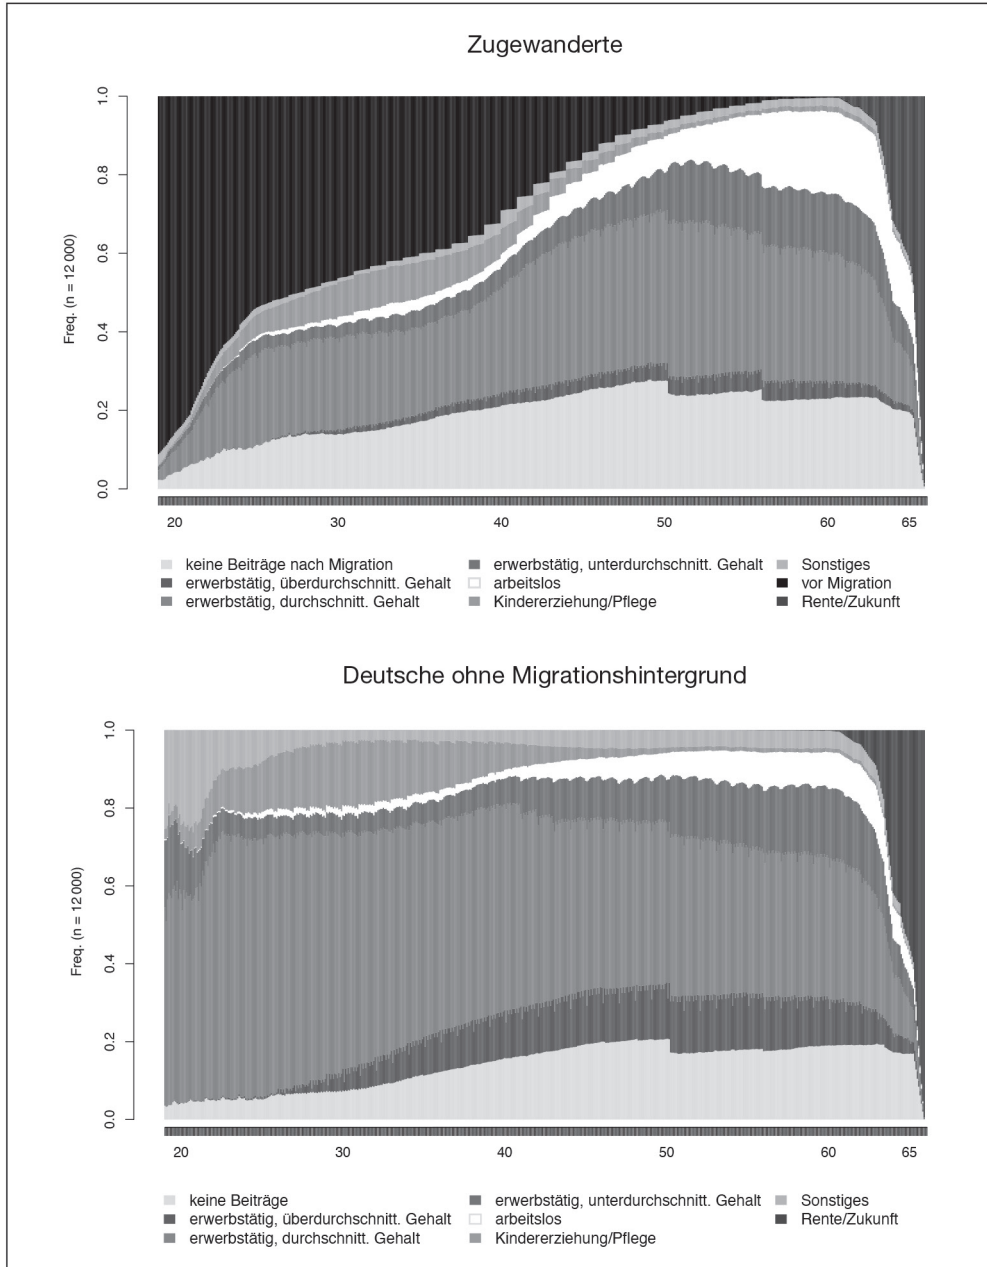 Zugewanderte
1.0
0.8
0.6
0.4
0.2
0.0
Freq. (n = 12 000)
20 30 40 50 60 65
keine Beiträge nach Migration erwerbstätig, unterdurchschnitt. Gehalt Sonstiges
erwerbstätig, überdurchschnitt. Gehalt arbeitslos vor Migration
erwerbstätig, durchschnitt. Gehalt Kindererziehung/Pflege Rente/Zukunft
Deutsche ohne Migrationshintergrund
1.0
0.8
0.6
0.4
0.2
0.0
Freq. (n = 12 000)
20 30 40 50 60 65
keine Beiträge erwerbstätig, unterdurchschnitt. Gehalt Sonstiges
erwerbstätig, überdurchschnitt. Gehalt arbeitslos Rente/Zukunft
erwerbstätig, durchschnitt. Gehalt Kindererziehung/Pflege